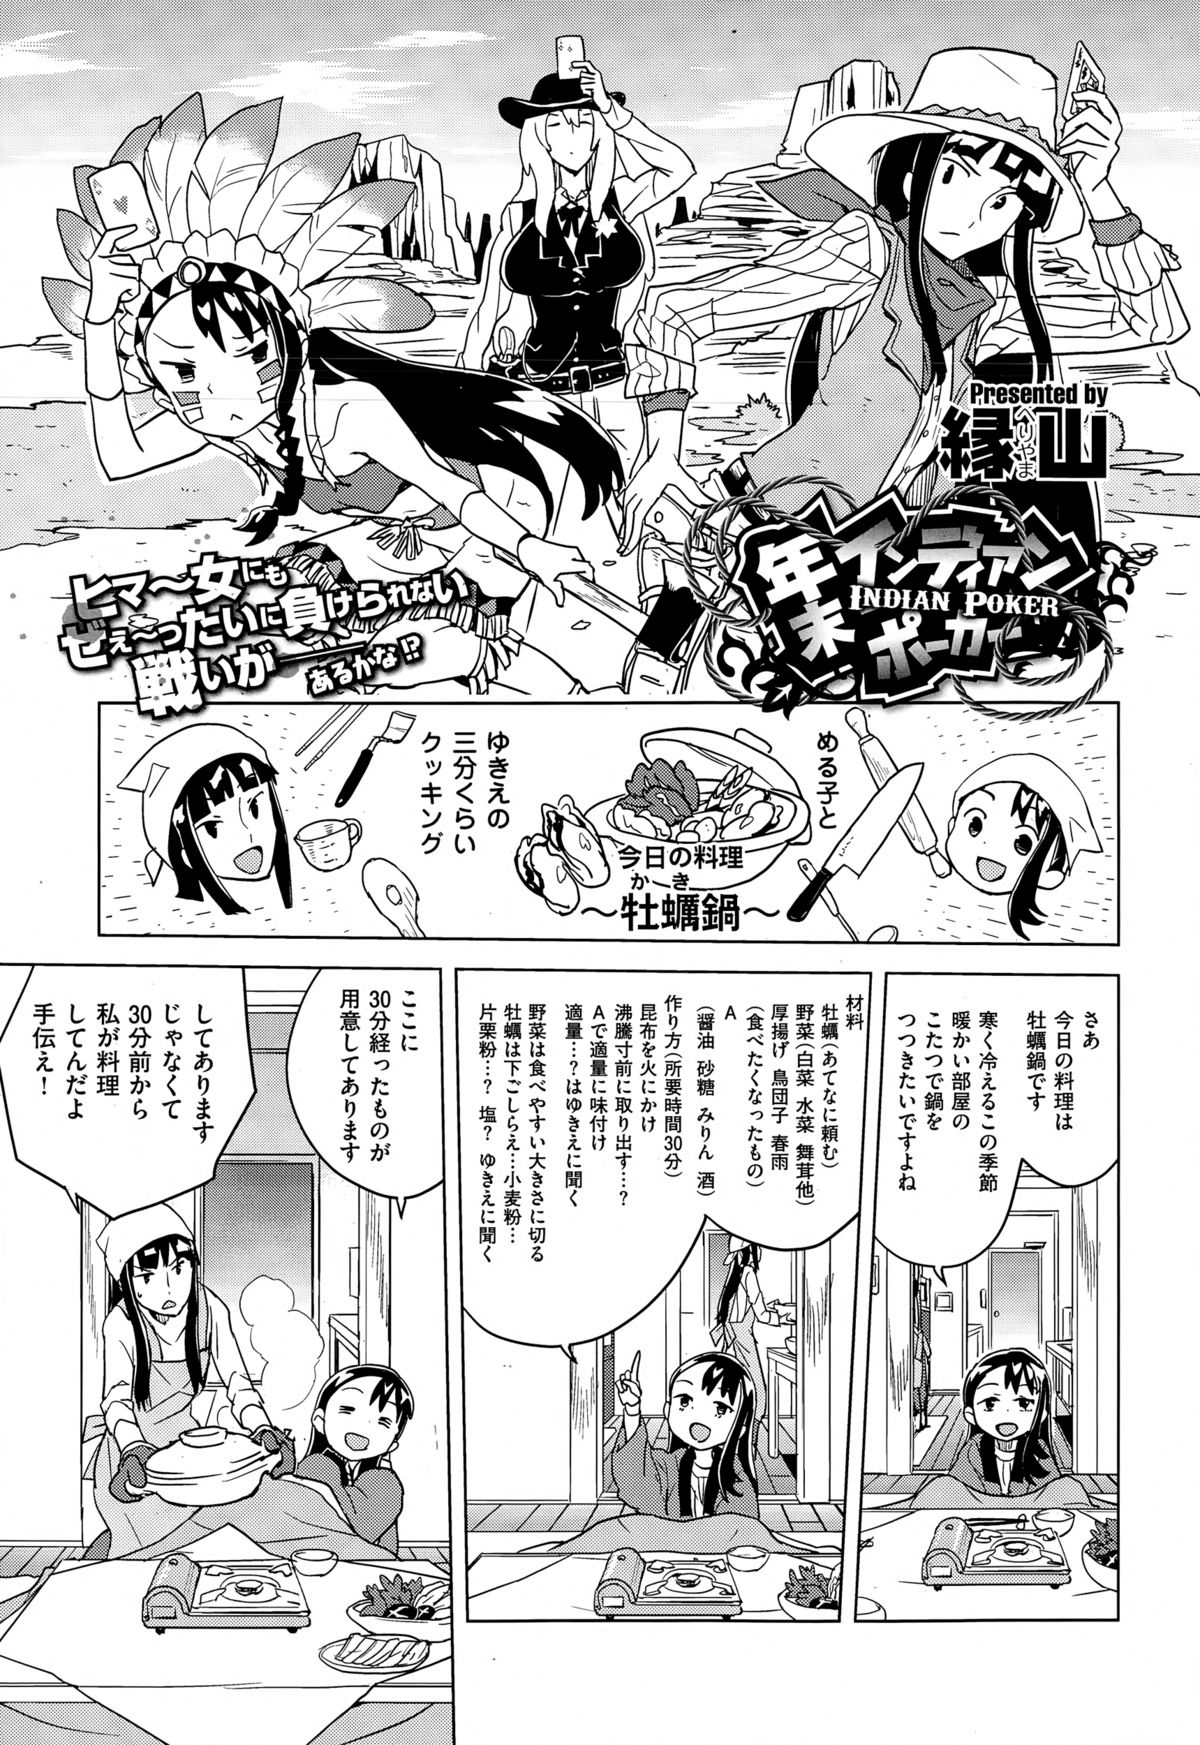 Presented by
縁山
へりやま
年末
インディアン
INDIAN POKER
ポーカー
ヒマ〜女にも
ぜぇ〜ったいに負けられない
戦いが――
あるかな!?
める子と
ゆきえの
三分くらい
クッキング
今日の料理
かき
〜牡蠣鍋〜
さあ
今日の料理は
牡蠣鍋です
寒く冷えるこの季節
暖かい部屋の
こたつで鍋を
つつきたいですよね
材料
牡蠣(あてなに頼む)
野菜(白菜 水菜 舞茸他)
厚揚げ 鳥団子 春雨
(食べたくなったもの)
A
(醤油 砂糖 みりん 酒)
作り方(所要時間30分)
昆布を火にかけ
沸騰寸前に取り出す…?
Aで適量に味付け
適量…?はゆきえに聞く
野菜は食べやすい大きさに切る
牡蠣は下ごしらえ…小麦粉…
片栗粉…? 塩? ゆきえに聞く
ここに
30分経ったものが
用意してあります
してあります
じゃなくて
30分前から
私が料理
してんだよ
手伝え!